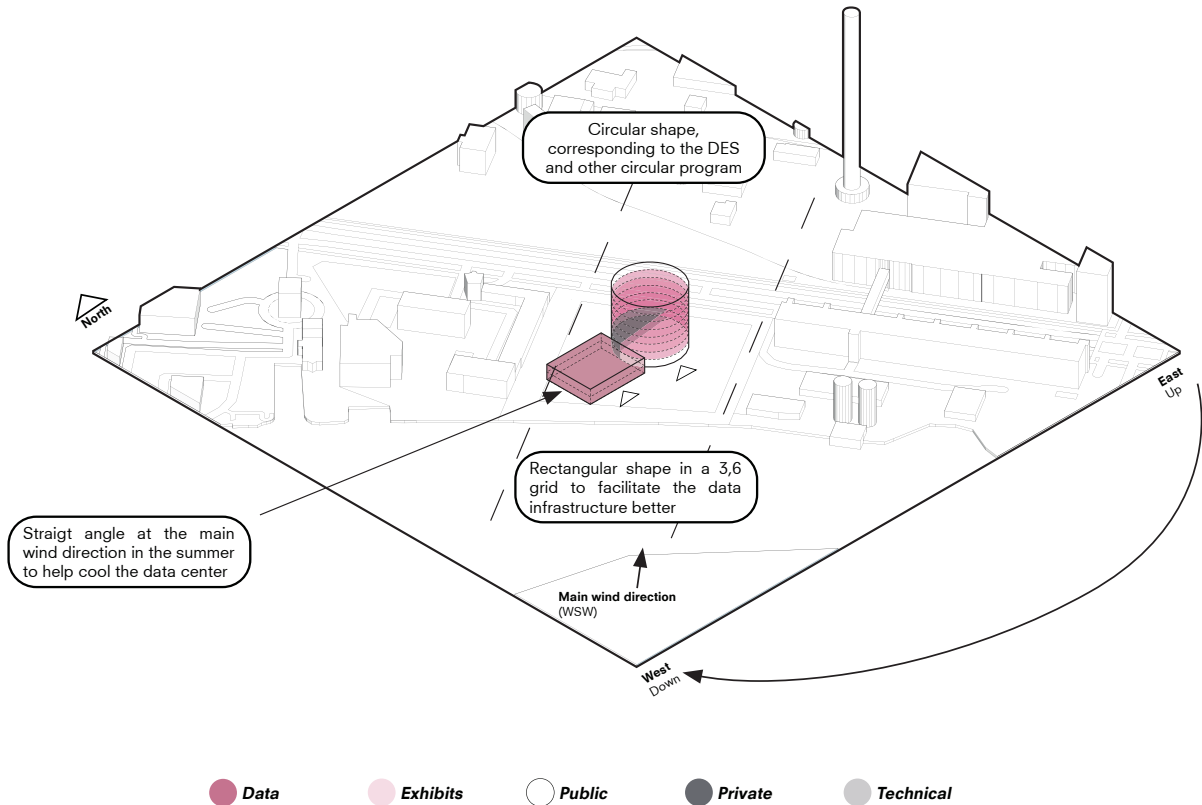 Circular shape,
corresponding to the DES
and other circular program
North
East
Up
Rectangular shape in a 3,6
grid to facilitate the data
infrastructure better
Straigt angle at the main
wind direction in the summer
to help cool the data center
Main wind direction
(WSW)
West
Down
Data
Exhibits
Public
Private
Technical